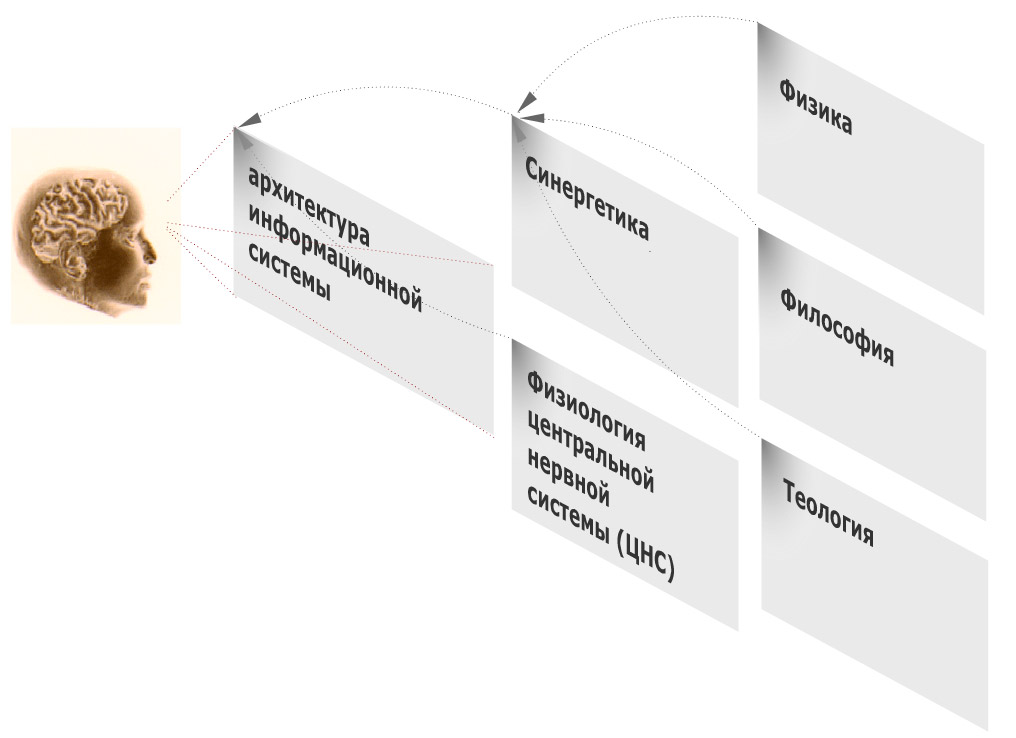 архитектура
информационной
системы
Синергетика
Физиология
центральной
нервной
системы (ЦНС)
Физика
Философия
Теология